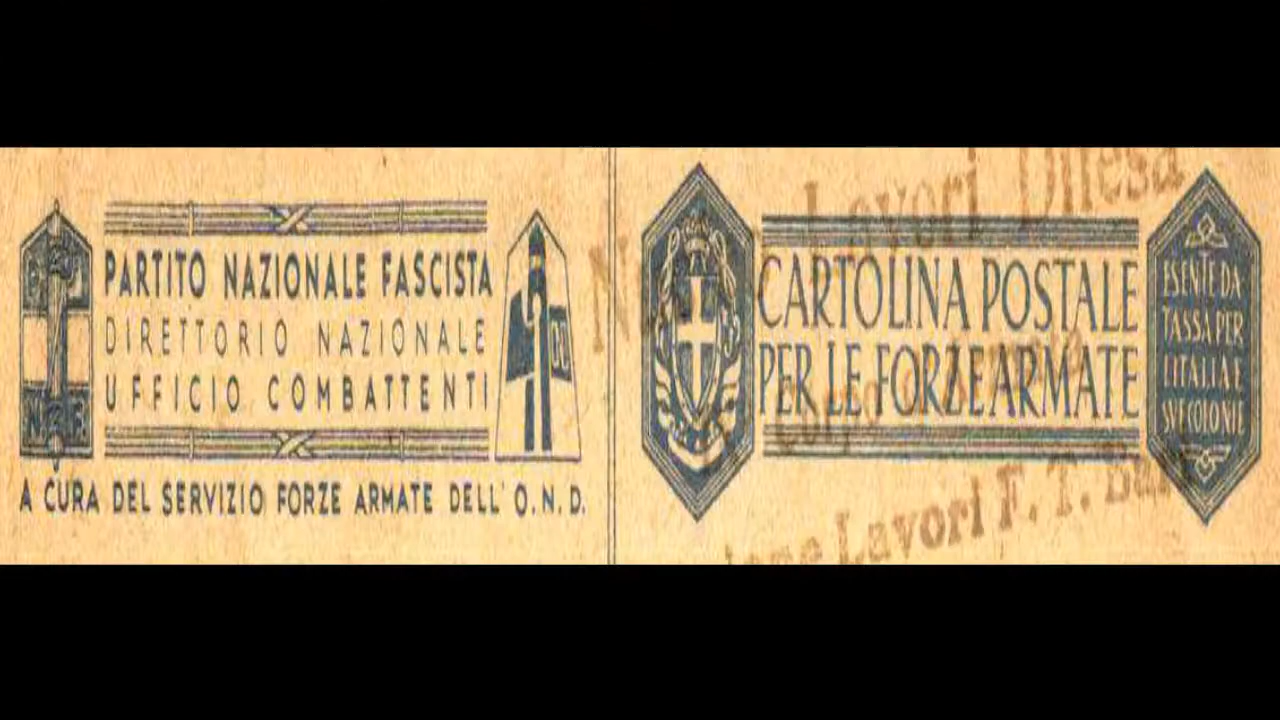 PARTITO NAZIONALE FASCISTA
DIRETTORIO NAZIONALE
UFFICIO COMBATTENTI
A CURA DEL SERVIZIO FORZE ARMATE DELL' O.N.D.
P.N.F.
N.F.
CARTOLINA POSTALE
PER LE FORZE ARMATE
ESENTE DA
TASSA PER
L'ITALIA E
SVE COLONIE
Lavori Difesa
Lavori F. T.